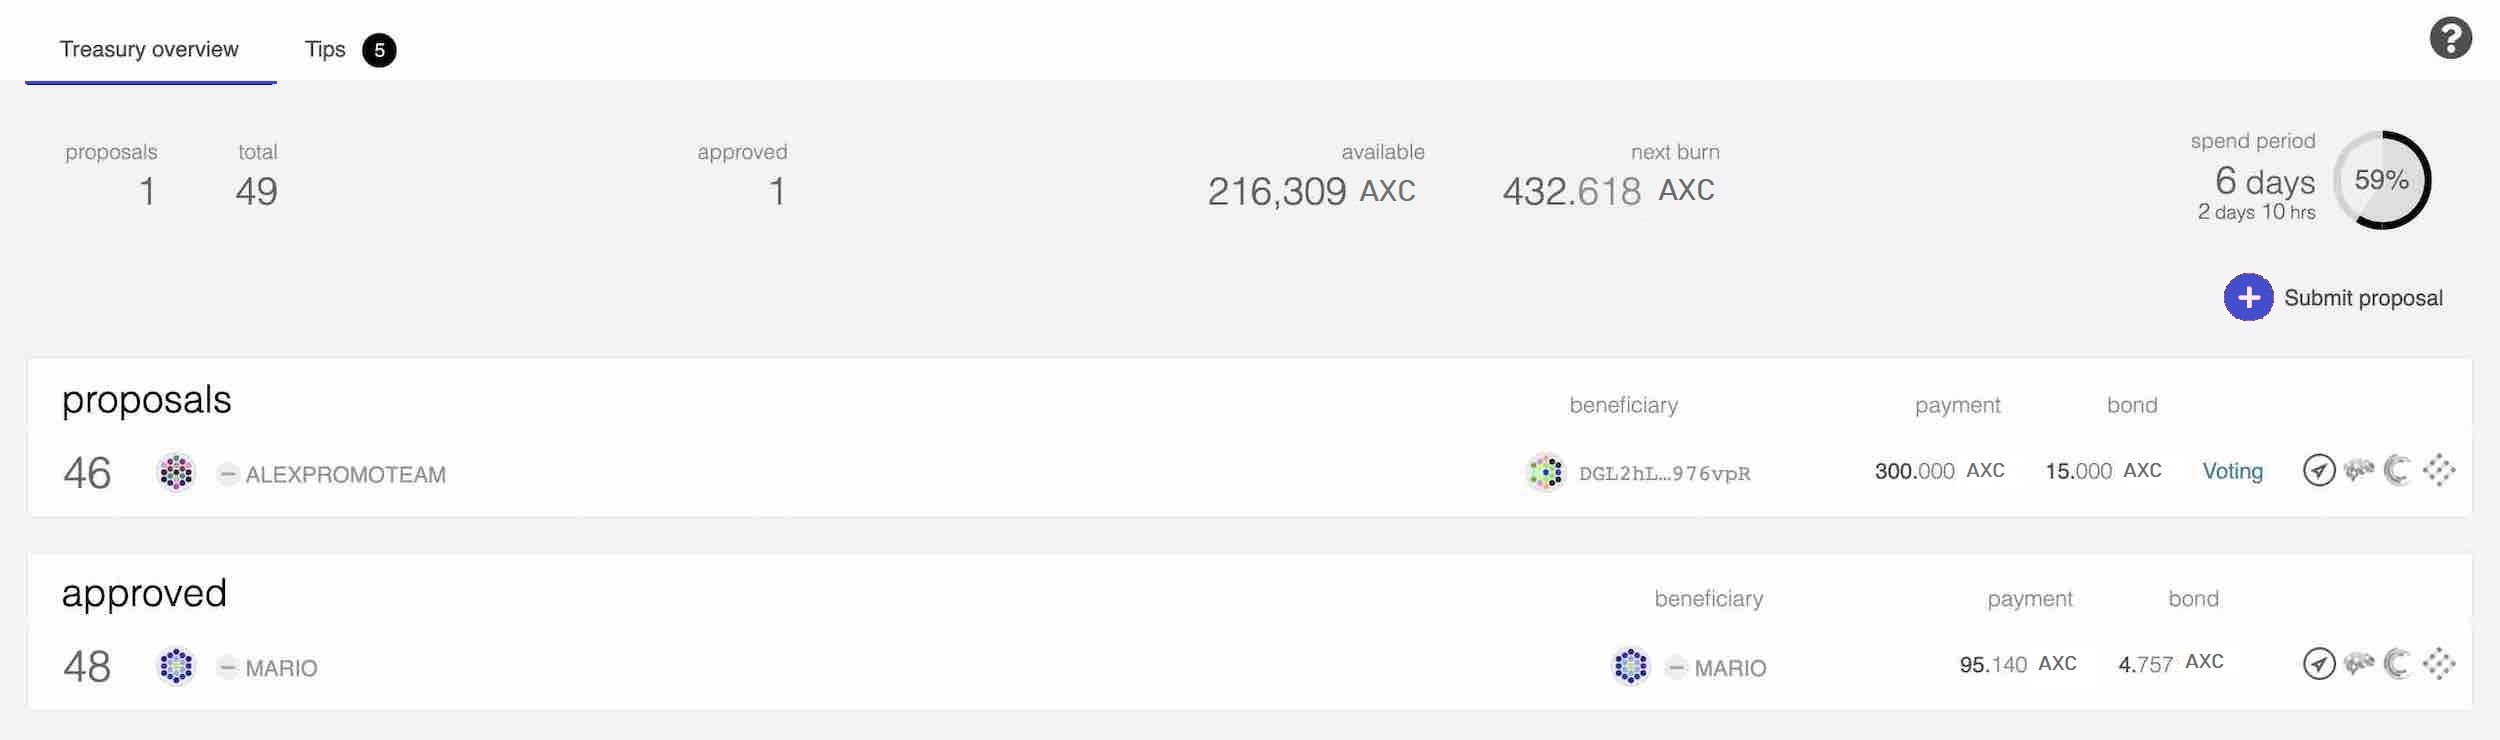 Treasury overview Tips 5 ?
proposals total approved available next burn spend period
1 49 1 216,309 AXC 432.618 AXC 6 days 59%
2 days 10 hrs
+ Submit proposal
proposals beneficiary payment bond
46 ALEXPROMOTEAM DGL2hL…976vpR 300.000 AXC 15.000 AXC Voting
approved beneficiary payment bond
48 MARIO MARIO 95.140 AXC 4.757 AXC